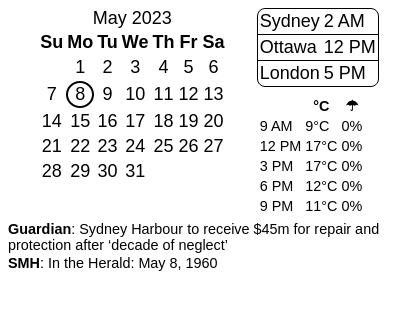 May 2023
Su Mo Tu We Th Fr Sa
1 2 3 4 5 6
7 8 9 10 11 12 13
14 15 16 17 18 19 20
21 22 23 24 25 26 27
28 29 30 31
Sydney 2 AM
Ottawa 12 PM
London 5 PM
°C ☂
9 AM 9°C 0%
12 PM 17°C 0%
3 PM 17°C 0%
6 PM 12°C 0%
9 PM 11°C 0%
Guardian: Sydney Harbour to receive $45m for repair and
protection after ‘decade of neglect’
SMH: In the Herald: May 8, 1960